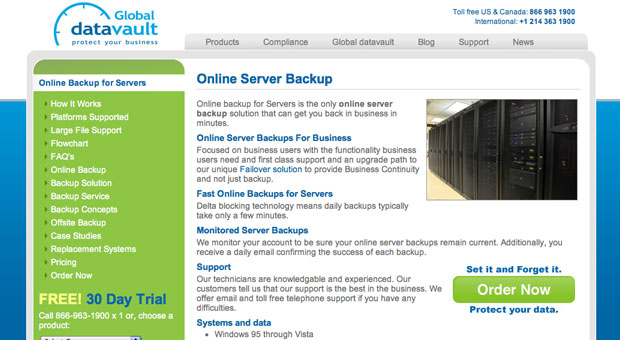 Global
datavault
protect your business
Toll free US & Canada: 866 963 1900
International: +1 214 363 1900
Products
Compliance
Global datavault
Blog
Support
News
Online Backup for Servers
How It Works
Platforms Supported
Large File Support
Flowchart
FAQ's
Online Backup
Backup Solution
Backup Service
Backup Concepts
Offsite Backup
Case Studies
Replacement Systems
Pricing
Order Now
FREE! 30 Day Trial
Call 866-963-1900 x 1 or, choose a
product:
Online Server Backup
Online backup for Servers is the only online server
backup solution that can get you back in business in
minutes.
Online Server Backups For Business
Focused on business users with the functionality business
users need and first class support and an upgrade path to
our unique Failover solution to provide Business Continuity
and not just backup.
Fast Online Backups for Servers
Delta blocking technology means daily backups typically
take only a few minutes.
Monitored Server Backups
We monitor your account to be sure your online server backups remain current. Additionally, you
receive a daily email confirming the success of each backup.
Support
Our technicians are knowledgable and experienced. Our
customers tell us that our support is the best in the business. We
offer email and toll free telephone support if you have any
difficulties.
Systems and data
Windows 95 through Vista
Set it and Forget it.
Order Now
Protect your data.